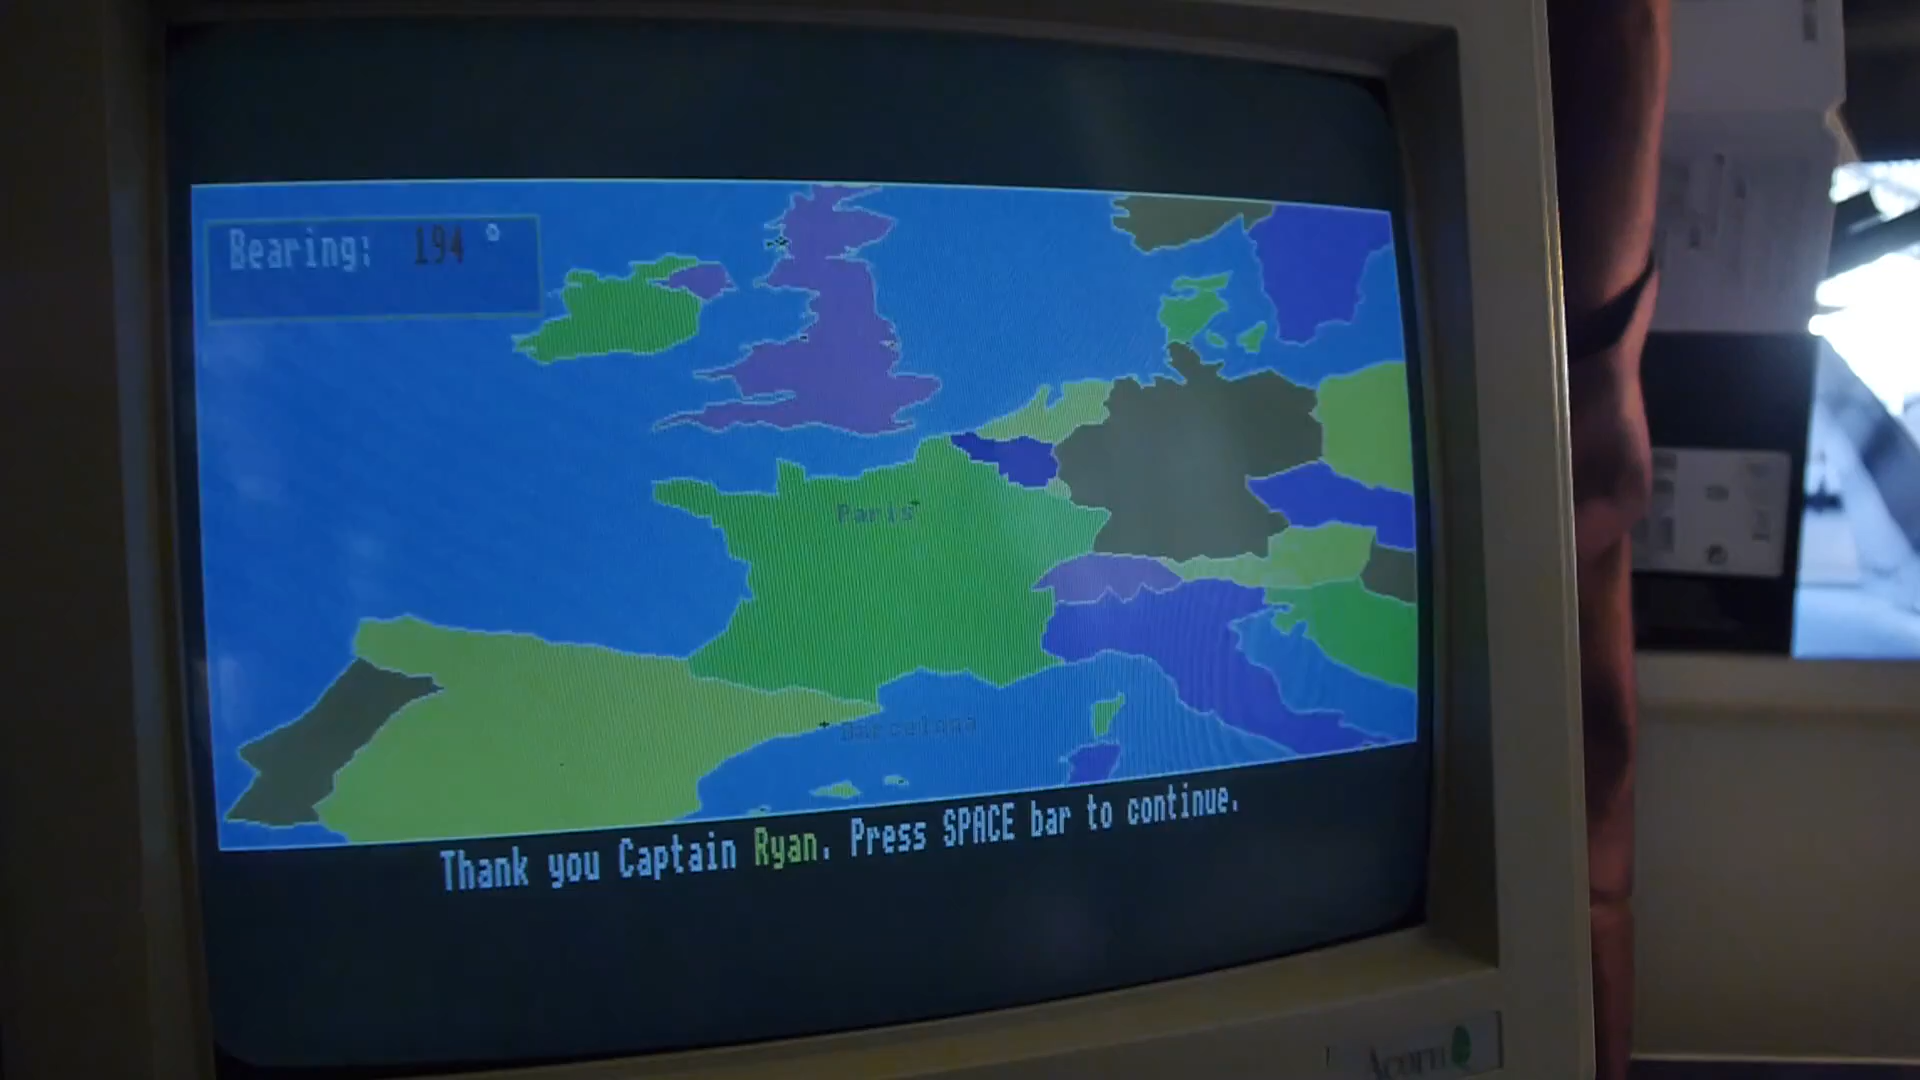 Bearing: 194 °
Paris
Barcelona
Thank you Captain Ryan. Press SPACE bar to continue.
Acorn